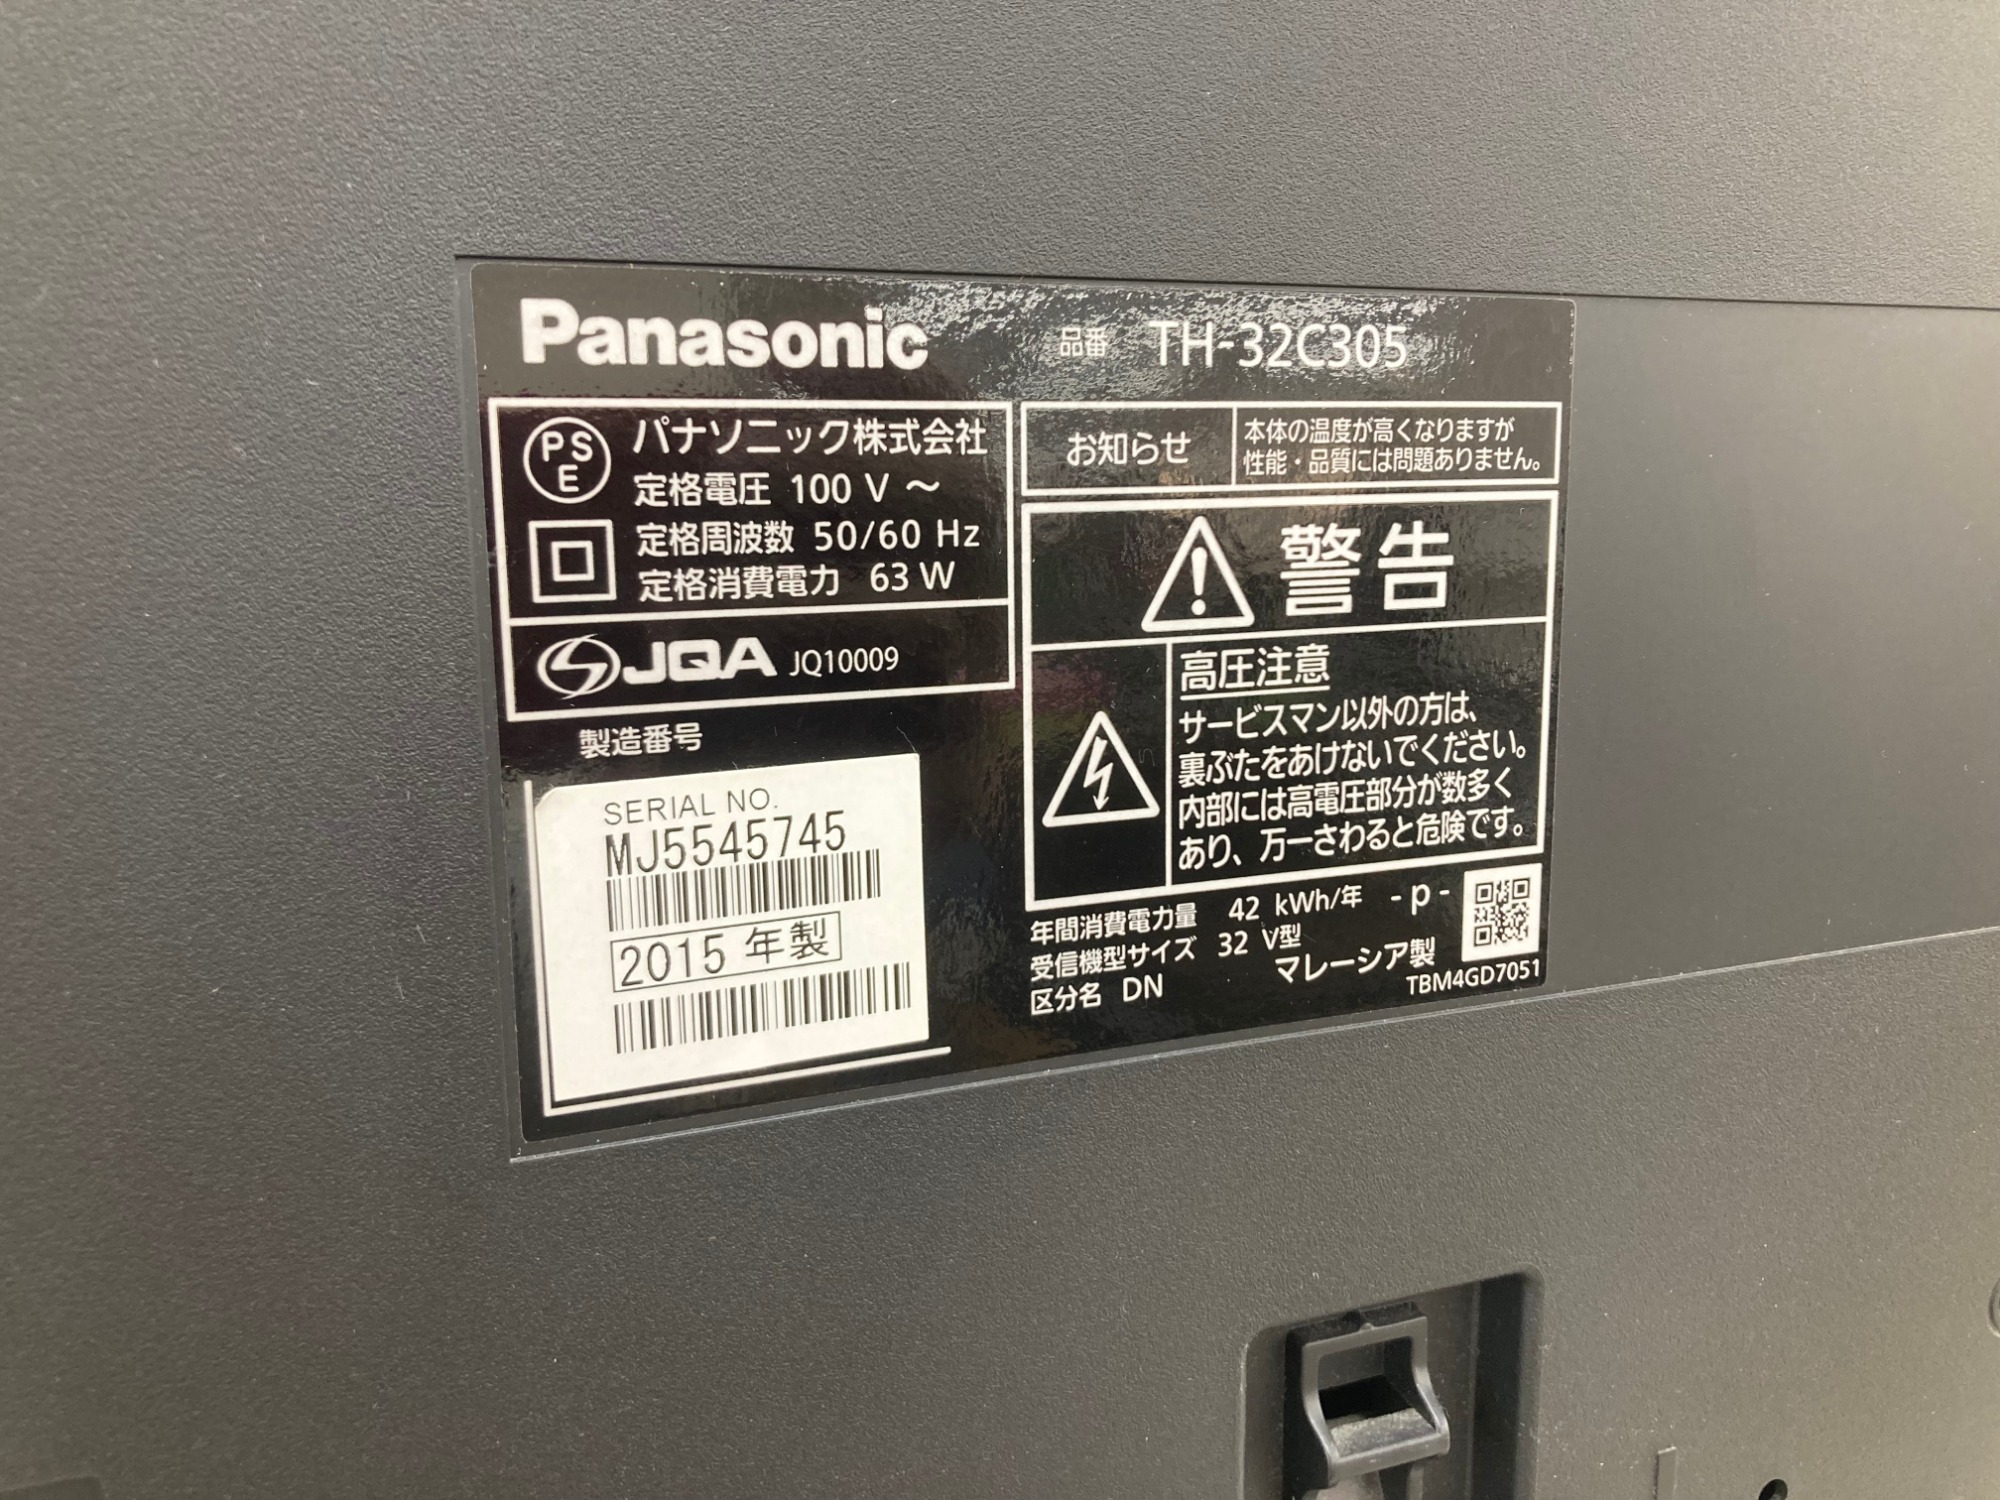 Panasonic
品番 TH-32C305
PSE
パナソニック株式会社
定格電圧 100 V ～
定格周波数 50/60 Hz
定格消費電力 63 W
JQA JQ10009
製造番号
SERIAL NO.
MJ5545745
2015 年製
お知らせ
本体の温度が高くなりますが
性能・品質には問題ありません。
警告
高圧注意
サービスマン以外の方は、
裏ぶたをあけないでください。
内部には高電圧部分が数多く
あり、万一さわると危険です。
年間消費電力量 42 kWh/年 -p-
受信機型サイズ 32 V型
区分名 DN
マレーシア製
TBM4GD7051